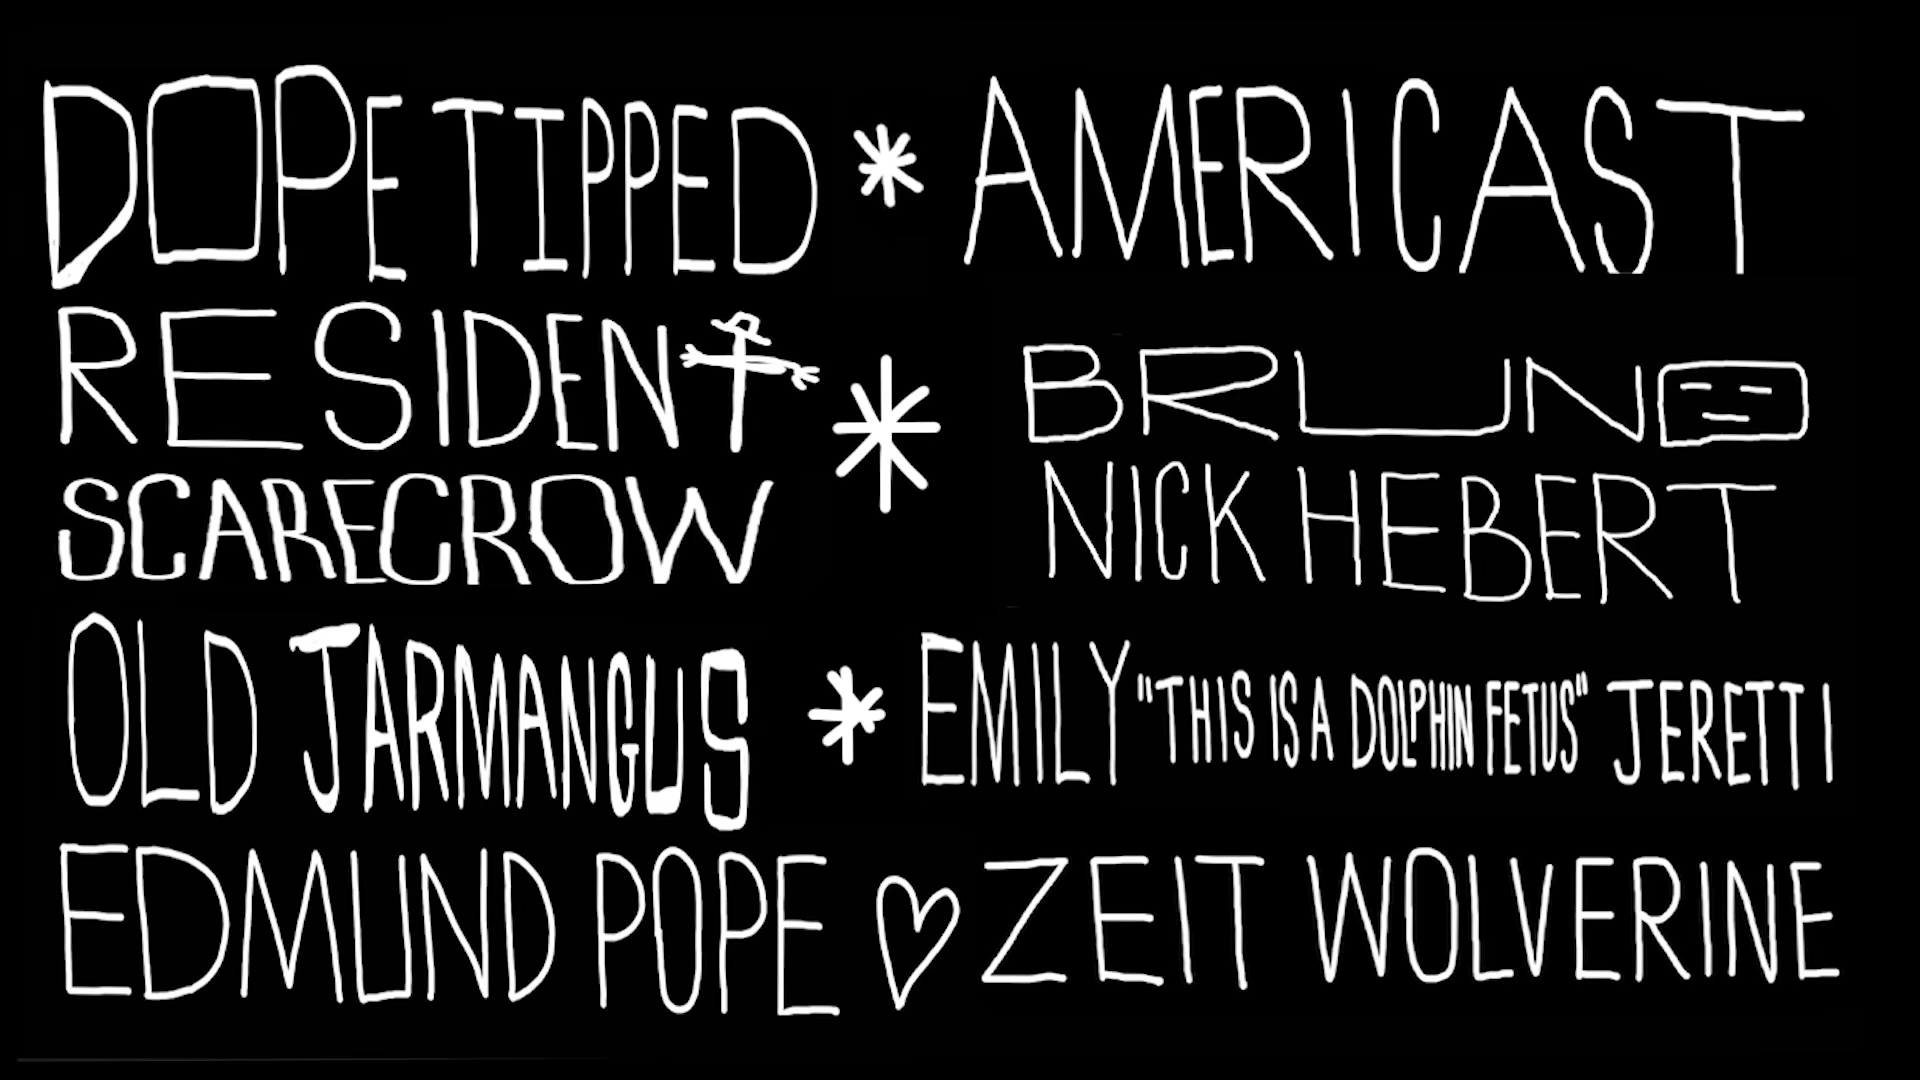 DOPE TIPPED * AMERICAST
RESIDENT SCARECROW * BRUNO NICK HEBERT
OLD JARMANGUS * EMILY "THIS IS A DOLPHIN FETUS" JERETTI
EDMUND POPE ♡ ZEIT WOLVERINE